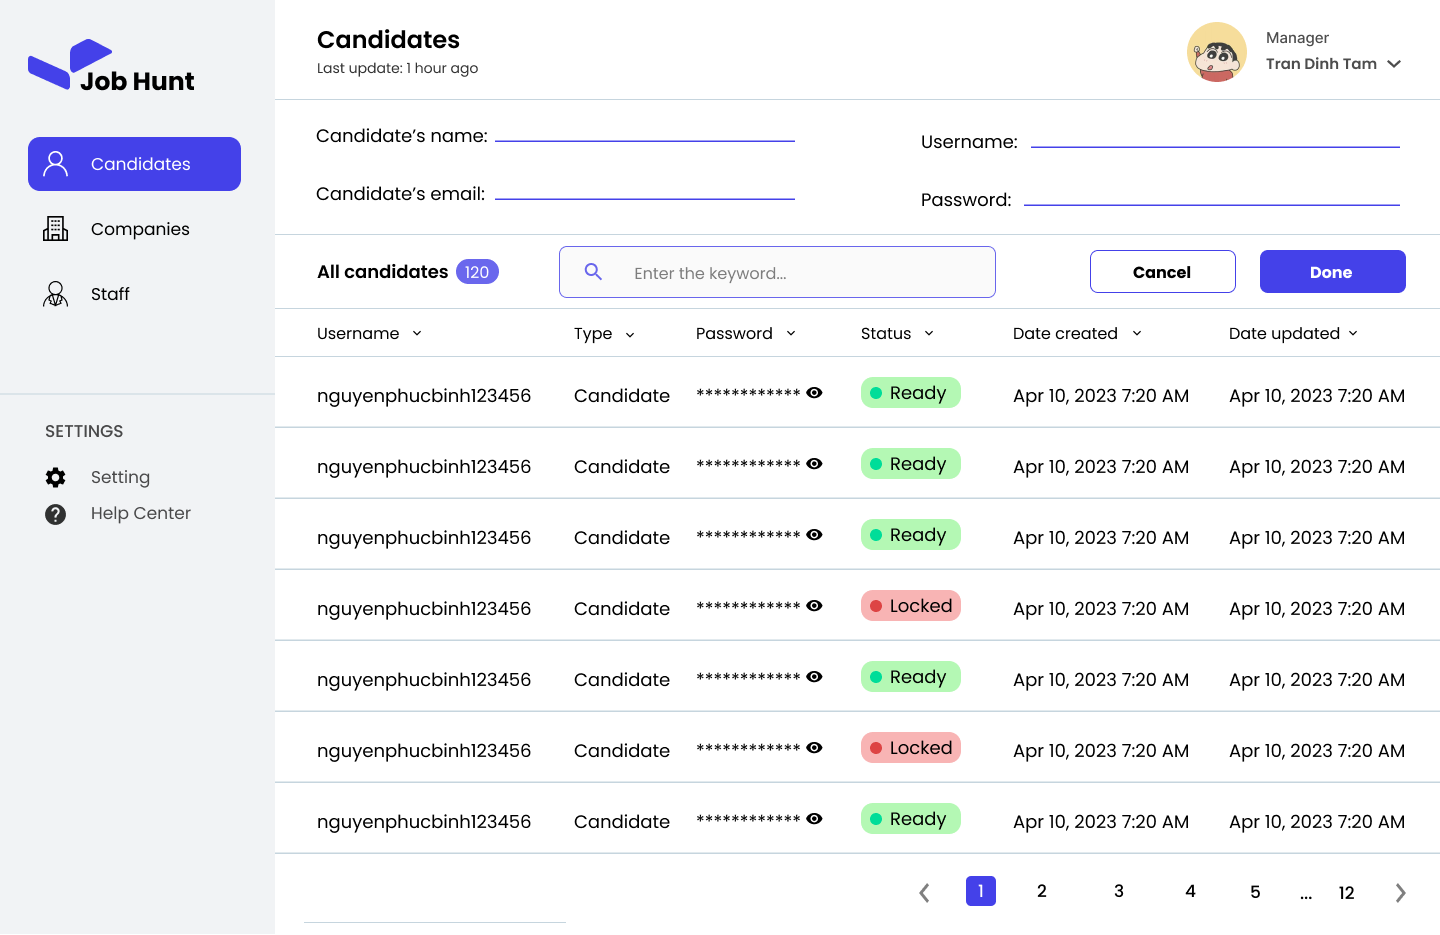 Job Hunt
Candidates
Companies
Staff
SETTINGS
Setting
Help Center
Candidates
Last update: 1 hour ago
Manager
Tran Dinh Tam
Candidate’s name:
Username:
Candidate’s email:
Password:
All candidates 120 Enter the keyword... Cancel Done
Username Type Password Status Date created Date updated
nguyenphucbinh123456 Candidate ************ Ready Apr 10, 2023 7:20 AM Apr 10, 2023 7:20 AM
nguyenphucbinh123456 Candidate ************ Ready Apr 10, 2023 7:20 AM Apr 10, 2023 7:20 AM
nguyenphucbinh123456 Candidate ************ Ready Apr 10, 2023 7:20 AM Apr 10, 2023 7:20 AM
nguyenphucbinh123456 Candidate ************ Locked Apr 10, 2023 7:20 AM Apr 10, 2023 7:20 AM
nguyenphucbinh123456 Candidate ************ Ready Apr 10, 2023 7:20 AM Apr 10, 2023 7:20 AM
nguyenphucbinh123456 Candidate ************ Locked Apr 10, 2023 7:20 AM Apr 10, 2023 7:20 AM
nguyenphucbinh123456 Candidate ************ Ready Apr 10, 2023 7:20 AM Apr 10, 2023 7:20 AM
1 2 3 4 5 ... 12